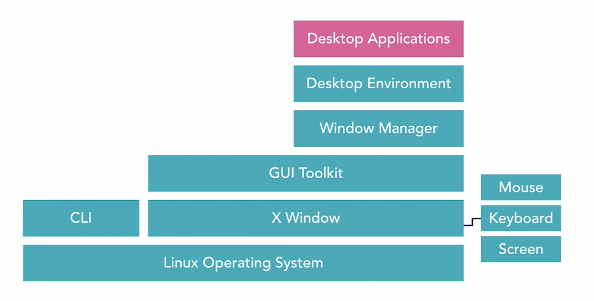 Desktop Applications
Desktop Environment
Window Manager
GUI Toolkit
Mouse
CLI
X Window
Keyboard
Screen
Linux Operating System